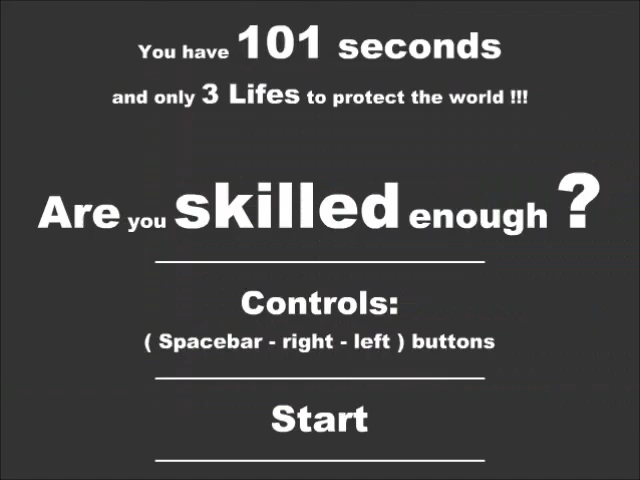 You have 101 seconds
and only 3 Lifes to protect the world !!!
Are you skilled enough ?
Controls:
( Spacebar - right - left ) buttons
Start